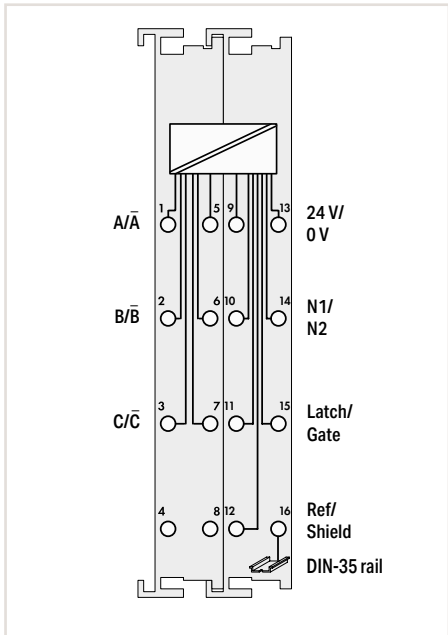 1 5 9 13
A/A̅ 24 V/
0 V
2 6 10 14
B/B̅ N1/
N2
3 7 11 15
C/C̅ Latch/
Gate
4 8 12 16
Ref/
Shield
DIN-35 rail